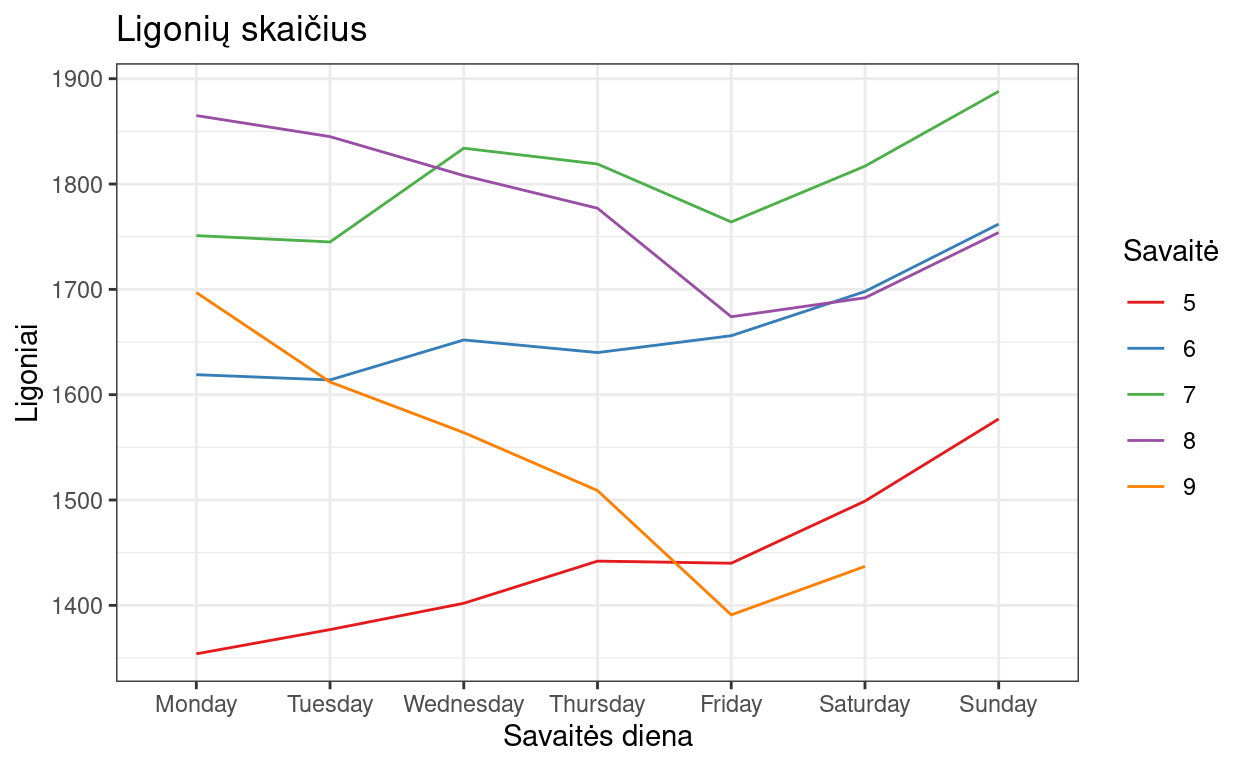 Ligonių skaičius
1900
1800
1700
1600
1500
1400
Ligoniai
Monday Tuesday Wednesday Thursday Friday Saturday Sunday
Savaitės diena
Savaitė
5
6
7
8
9